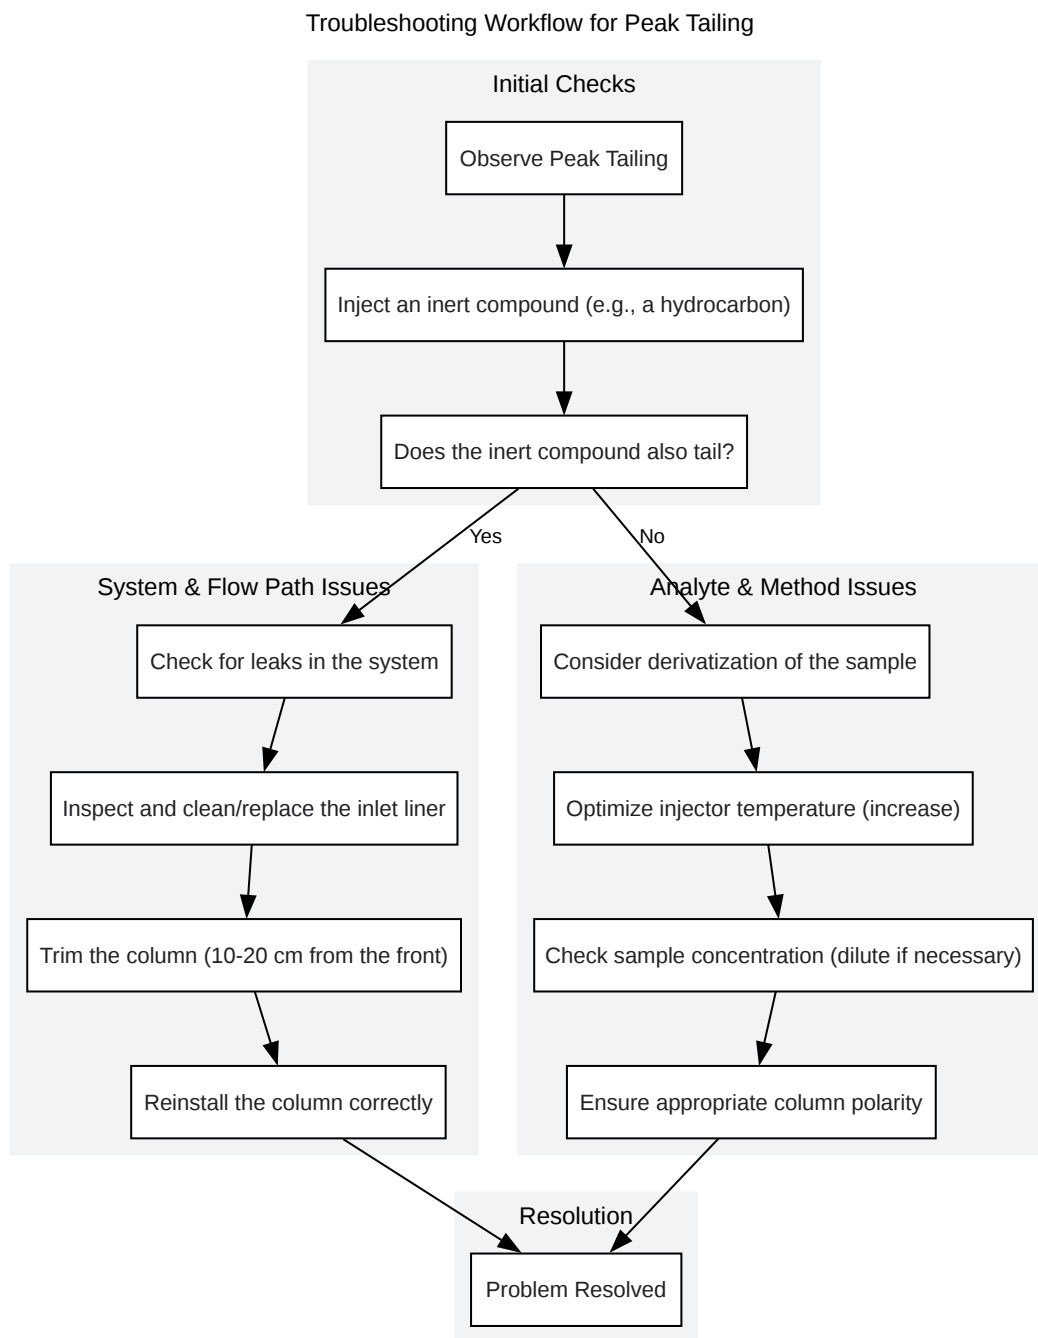 Troubleshooting Workflow for Peak Tailing
Initial Checks
Observe Peak Tailing
Inject an inert compound (e.g., a hydrocarbon)
Does the inert compound also tail?
Yes
No
System & Flow Path Issues
Check for leaks in the system
Inspect and clean/replace the inlet liner
Trim the column (10-20 cm from the front)
Reinstall the column correctly
Analyte & Method Issues
Consider derivatization of the sample
Optimize injector temperature (increase)
Check sample concentration (dilute if necessary)
Ensure appropriate column polarity
Resolution
Problem Resolved